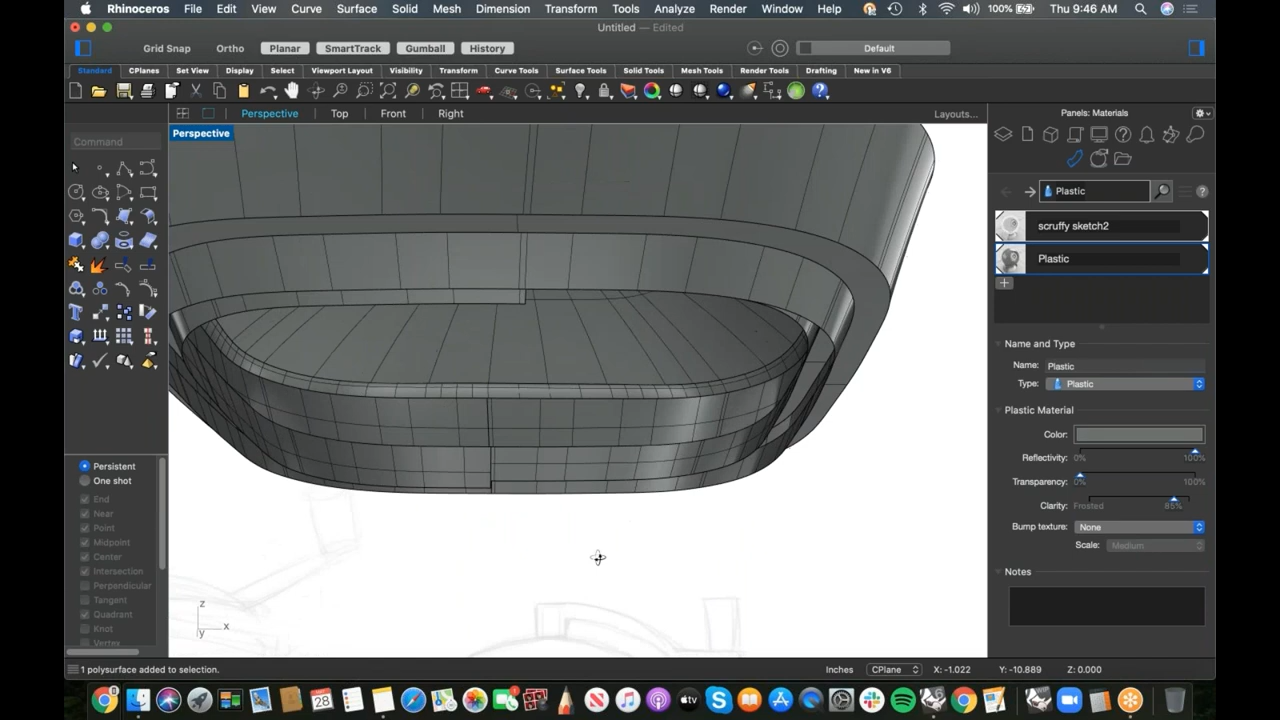 Rhinoceros File Edit View Curve Surface Solid Mesh Dimension Transform Tools Analyze Render Window Help 100% Thu 9:46 AM
Untitled — Edited
Grid Snap Ortho Planar SmartTrack Gumball History Default
Standard CPlanes Set View Display Select Viewport Layout Visibility Transform Curve Tools Surface Tools Solid Tools Mesh Tools Render Tools Drafting New in V6
Perspective Top Front Right Layouts... Panels: Materials
Perspective
Command
Plastic
scruffy sketch2
Plastic
Name and Type
Name: Plastic
Type: Plastic
Plastic Material
Color:
Reflectivity: 0% 100%
Transparency: 0% 100%
Clarity: Frosted 85%
Bump texture: None
Scale: Medium
Notes
Persistent
One shot
End
Near
Point
Midpoint
Center
Intersection
Perpendicular
Tangent
Quadrant
Knot
Vertex
z
y x
1 polysurface added to selection. Inches CPlane X: -1.022 Y: -10.889 Z: 0.000
28
tv